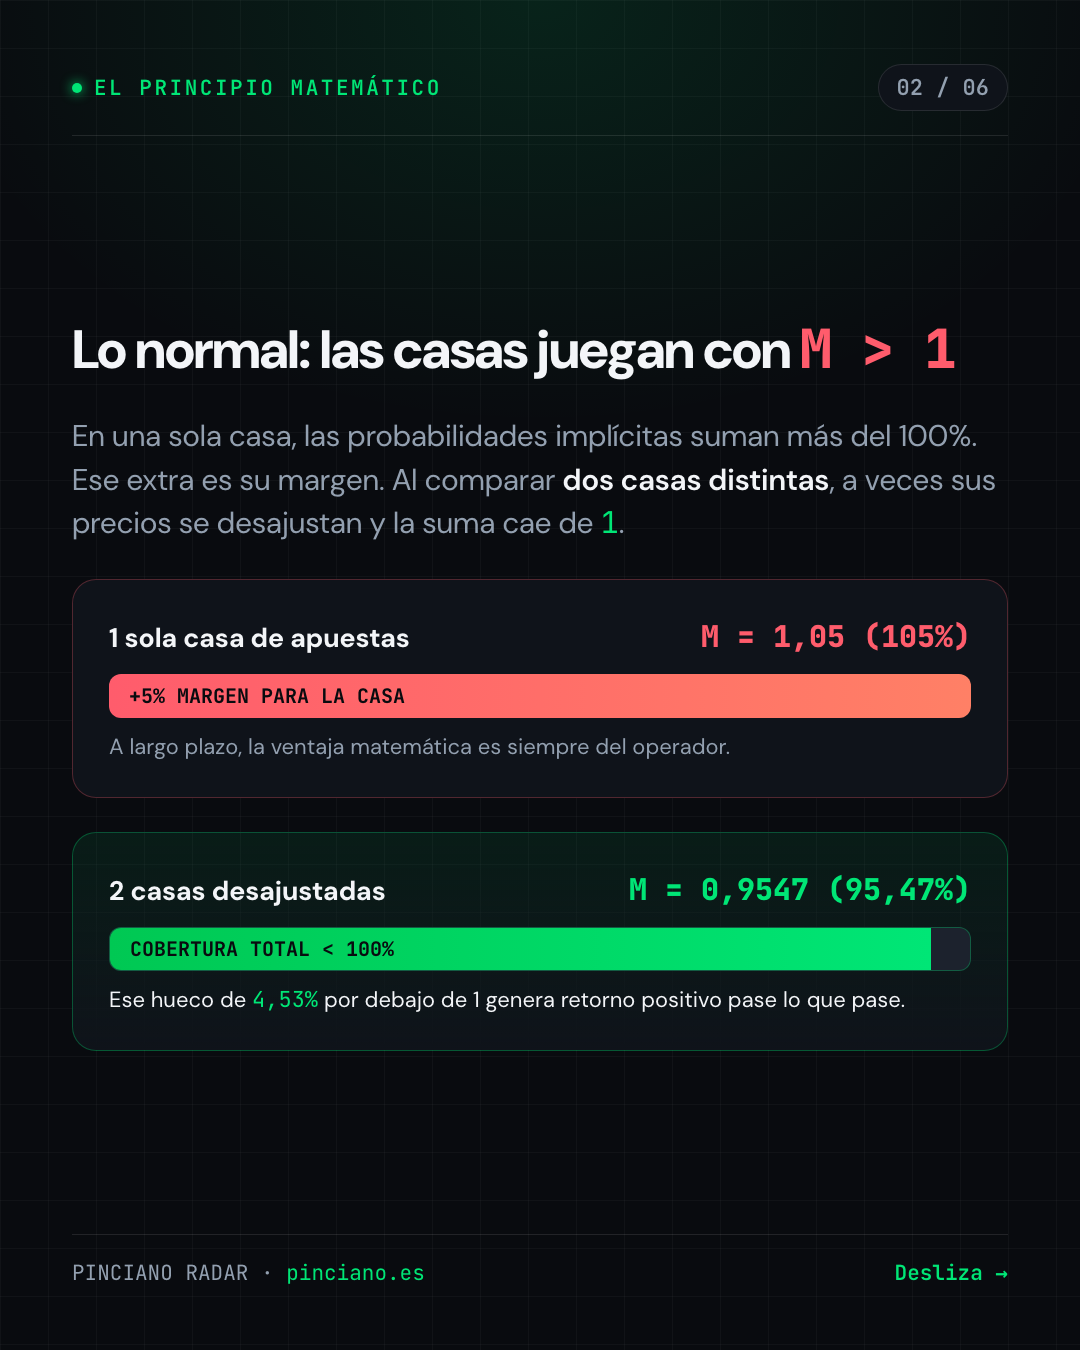 EL PRINCIPIO MATEMÁTICO
02 / 06
Lo normal: las casas juegan con M > 1
En una sola casa, las probabilidades implícitas suman más del 100%.
Ese extra es su margen. Al comparar dos casas distintas, a veces sus
precios se desajustan y la suma cae de 1.
1 sola casa de apuestas
M = 1,05 (105%)
+5% MARGEN PARA LA CASA
A largo plazo, la ventaja matemática es siempre del operador.
2 casas desajustadas
M = 0,9547 (95,47%)
COBERTURA TOTAL < 100%
Ese hueco de 4,53% por debajo de 1 genera retorno positivo pase lo que pase.
PINCIANO RADAR · pinciano.es
Desliza →